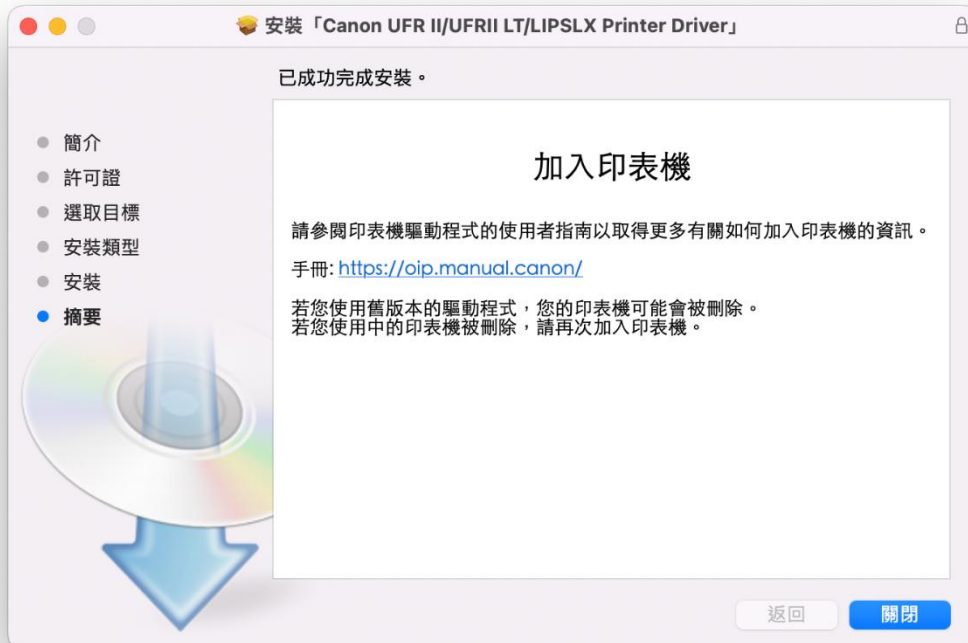 安裝「Canon UFR II/UFRII LT/LIPSLX Printer Driver」
已成功完成安裝。
簡介
許可證
選取目標
安裝類型
安裝
摘要
加入印表機
請參閱印表機驅動程式的使用者指南以取得更多有關如何加入印表機的資訊。
手冊: https://oip.manual.canon/
若您使用舊版本的驅動程式，您的印表機可能會被刪除。
若您使用中的印表機被刪除，請再次加入印表機。
返回
關閉